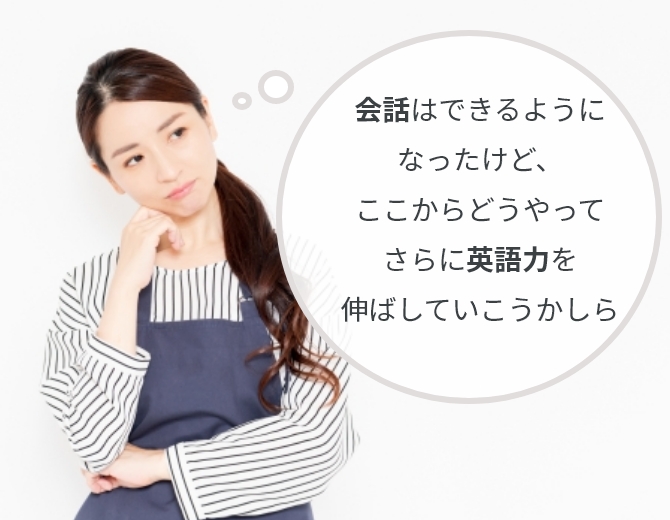 会話はできるように
なったけど、
ここからどうやって
さらに英語力を
伸ばしていこうかしら